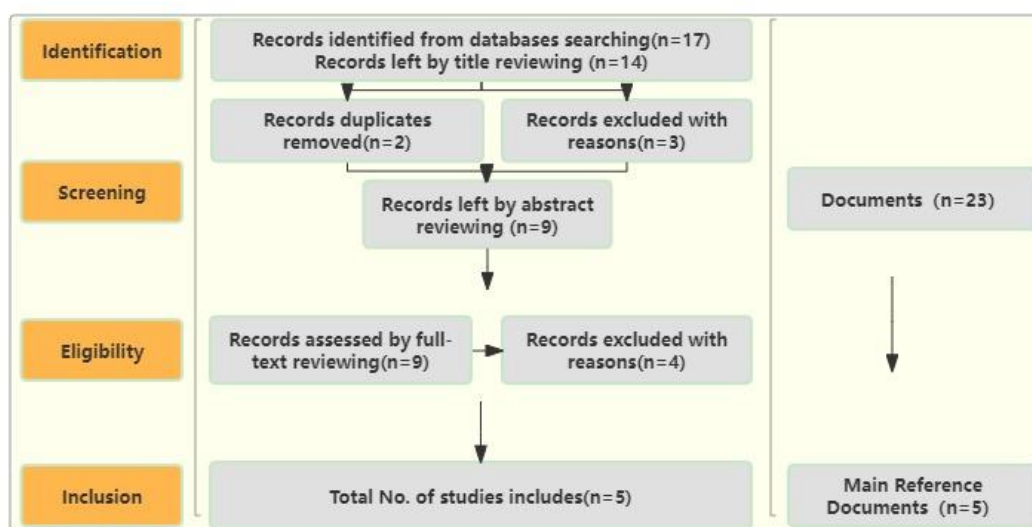 Identification
Records identified from databases searching(n=17)
Records left by title reviewing (n=14)
Records duplicates
removed(n=2)
Records excluded with
reasons(n=3)
Screening
Records left by abstract
reviewing (n=9)
Documents (n=23)
Eligibility
Records assessed by full-
text reviewing(n=9)
Records excluded with
reasons(n=4)
Inclusion
Total No. of studies includes(n=5)
Main Reference
Documents (n=5)